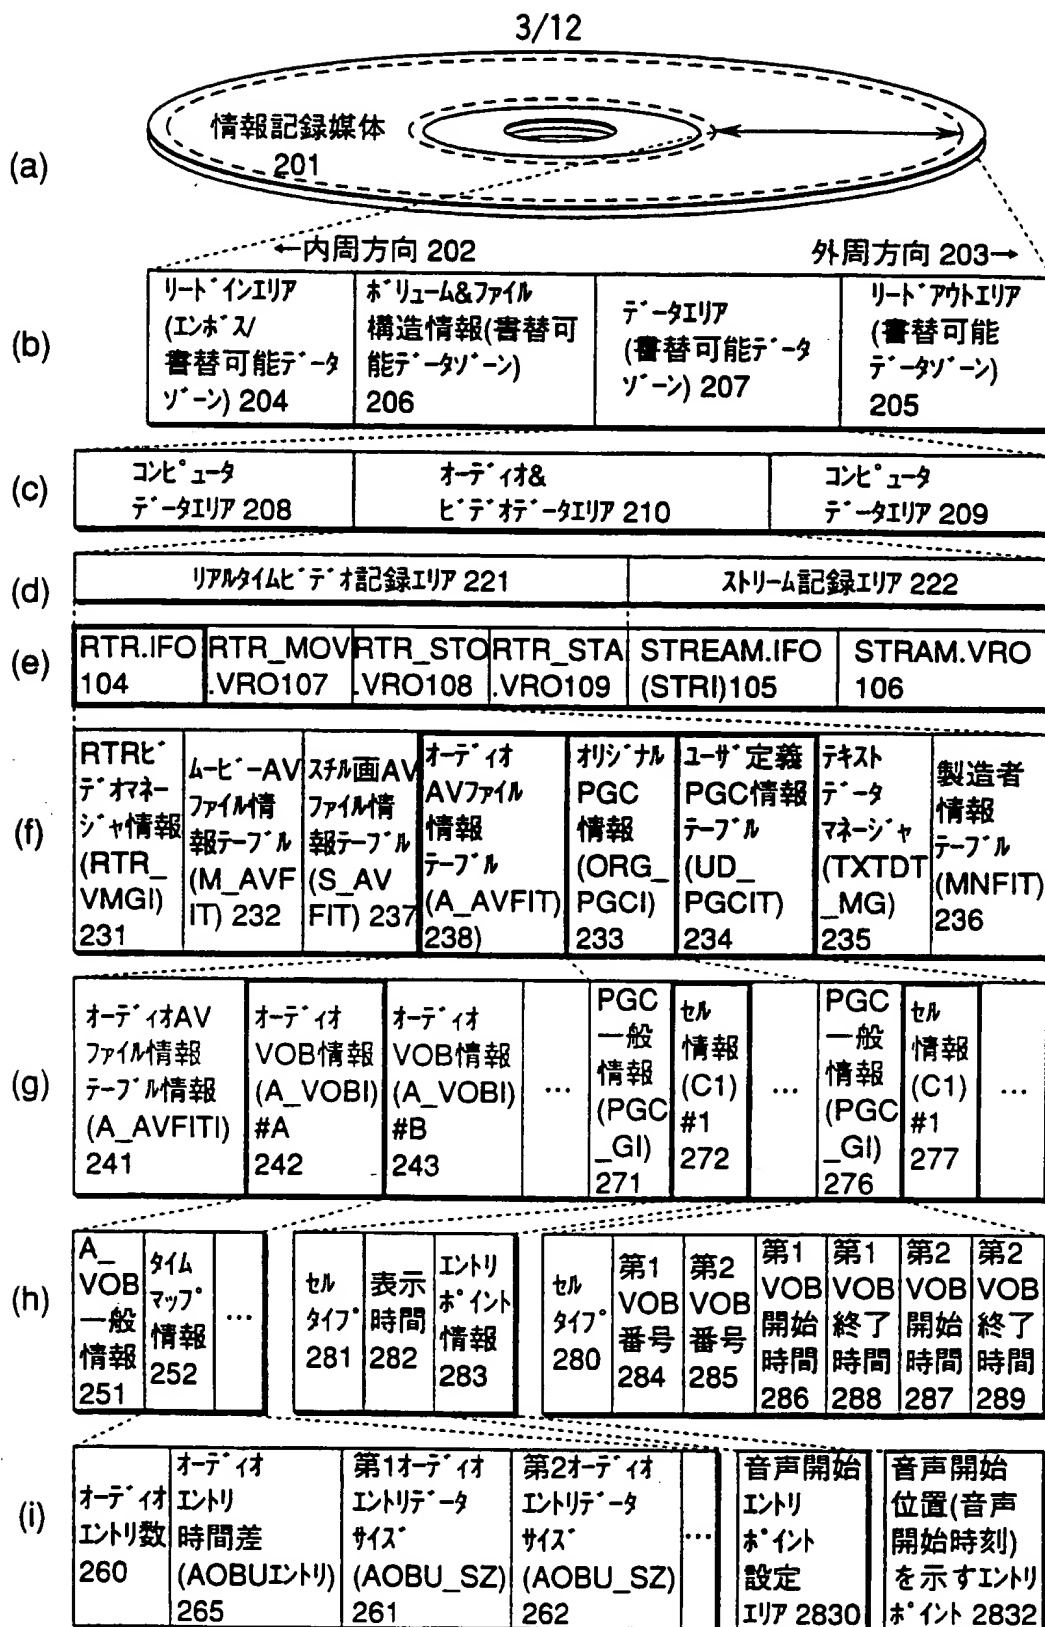 3/12
(a)
情報記録媒体
201
←内周方向 202
外周方向 203→
(b)
リードインエリア
(エンボス/
書替可能データ
ゾーン) 204
ボリューム&ファイル
構造情報(書替可
能データゾーン)
206
データエリア
(書替可能データ
ゾーン) 207
リードアウトエリア
(書替可能
データゾーン)
205
(c)
コンピュータ
データエリア 208
オーディオ&
ビデオデータエリア 210
コンピュータ
データエリア 209
(d)
リアルタイムビデオ記録エリア 221
ストリーム記録エリア 222
(e)
RTR.IFO
104
RTR_MOV
.VRO107
RTR_STO
.VRO108
RTR_STA
.VRO109
STREAM.IFO
(STRI)105
STRAM.VRO
106
(f)
RTRビ
デオマネー
ジャ情報
(RTR_
VMGI)
231
ムービーAV
ファイル情
報テーブル
(M_AVF
IT) 232
スチル画AV
ファイル情
報テーブル
(S_AV
FIT) 237
オーディオ
AVファイル
情報
テーブル
(A_AVFIT)
238)
オリジナル
PGC
情報
(ORG_
PGCI)
233
ユーザ定義
PGC情報
テーブル
(UD_
PGCIT)
234
テキスト
データ
マネージャ
(TXTDT
_MG)
235
製造者
情報
テーブル
(MNFIT)
236
(g)
オーディオAV
ファイル情報
テーブル情報
(A_AVFITI)
241
オーディオ
VOB情報
(A_VOBI)
#A
242
オーディオ
VOB情報
(A_VOBI)
#B
243
…
PGC
一般
情報
(PGC
_GI)
271
セル
情報
(C1)
#1
272
…
PGC
一般
情報
(PGC
_GI)
276
セル
情報
(C1)
#1
277
…
(h)
A_
VOB
一般
情報
251
タイム
マップ
情報
252
…
セル
タイプ
281
表示
時間
282
エントリ
ポイント
情報
283
セル
タイプ
280
第1
VOB
番号
284
第2
VOB
番号
285
第1
VOB
開始
時間
286
第1
VOB
終了
時間
288
第2
VOB
開始
時間
287
第2
VOB
終了
時間
289
(i)
オーディオ
エントリ数
260
オーディオ
エントリ
時間差
(AOBUエントリ)
265
第1オーディオ
エントリデータ
サイズ
(AOBU_SZ)
261
第2オーディオ
エントリデータ
サイズ
(AOBU_SZ)
262
…
音声開始
エントリ
ポイント
設定
エリア 2830
音声開始
位置(音声
開始時刻)
を示すエントリ
ポイント 2832